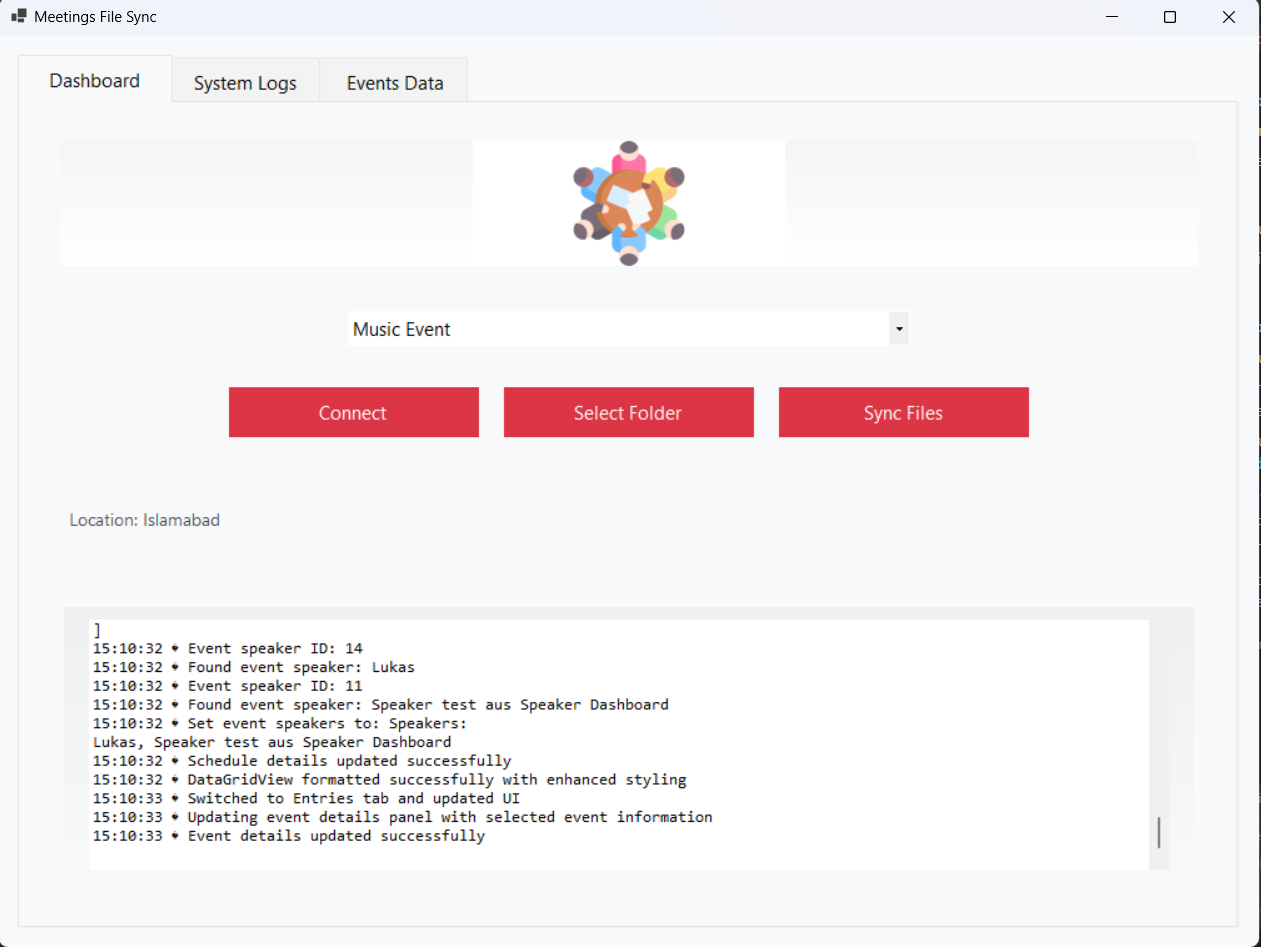 Meetings File Sync
Dashboard
System Logs
Events Data
Music Event
Connect
Select Folder
Sync Files
Location: Islamabad
]
15:10:32 • Event speaker ID: 14
15:10:32 • Found event speaker: Lukas
15:10:32 • Event speaker ID: 11
15:10:32 • Found event speaker: Speaker test aus Speaker Dashboard
15:10:32 • Set event speakers to: Speakers:
Lukas, Speaker test aus Speaker Dashboard
15:10:32 • Schedule details updated successfully
15:10:32 • DataGridView formatted successfully with enhanced styling
15:10:33 • Switched to Entries tab and updated UI
15:10:33 • Updating event details panel with selected event information
15:10:33 • Event details updated successfully